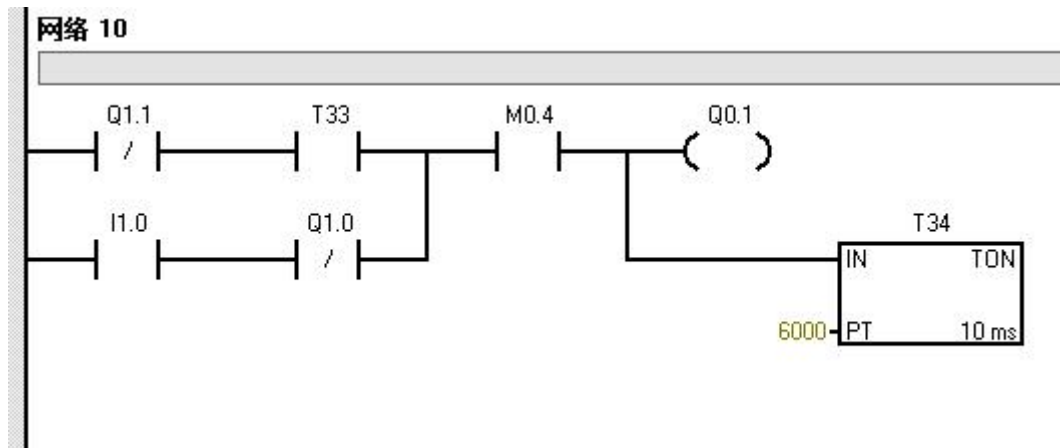 网络 10
Q1.1 T33 M0.4 Q0.1
/
I1.0 Q1.0 T34
/ IN TON
6000 PT 10 ms